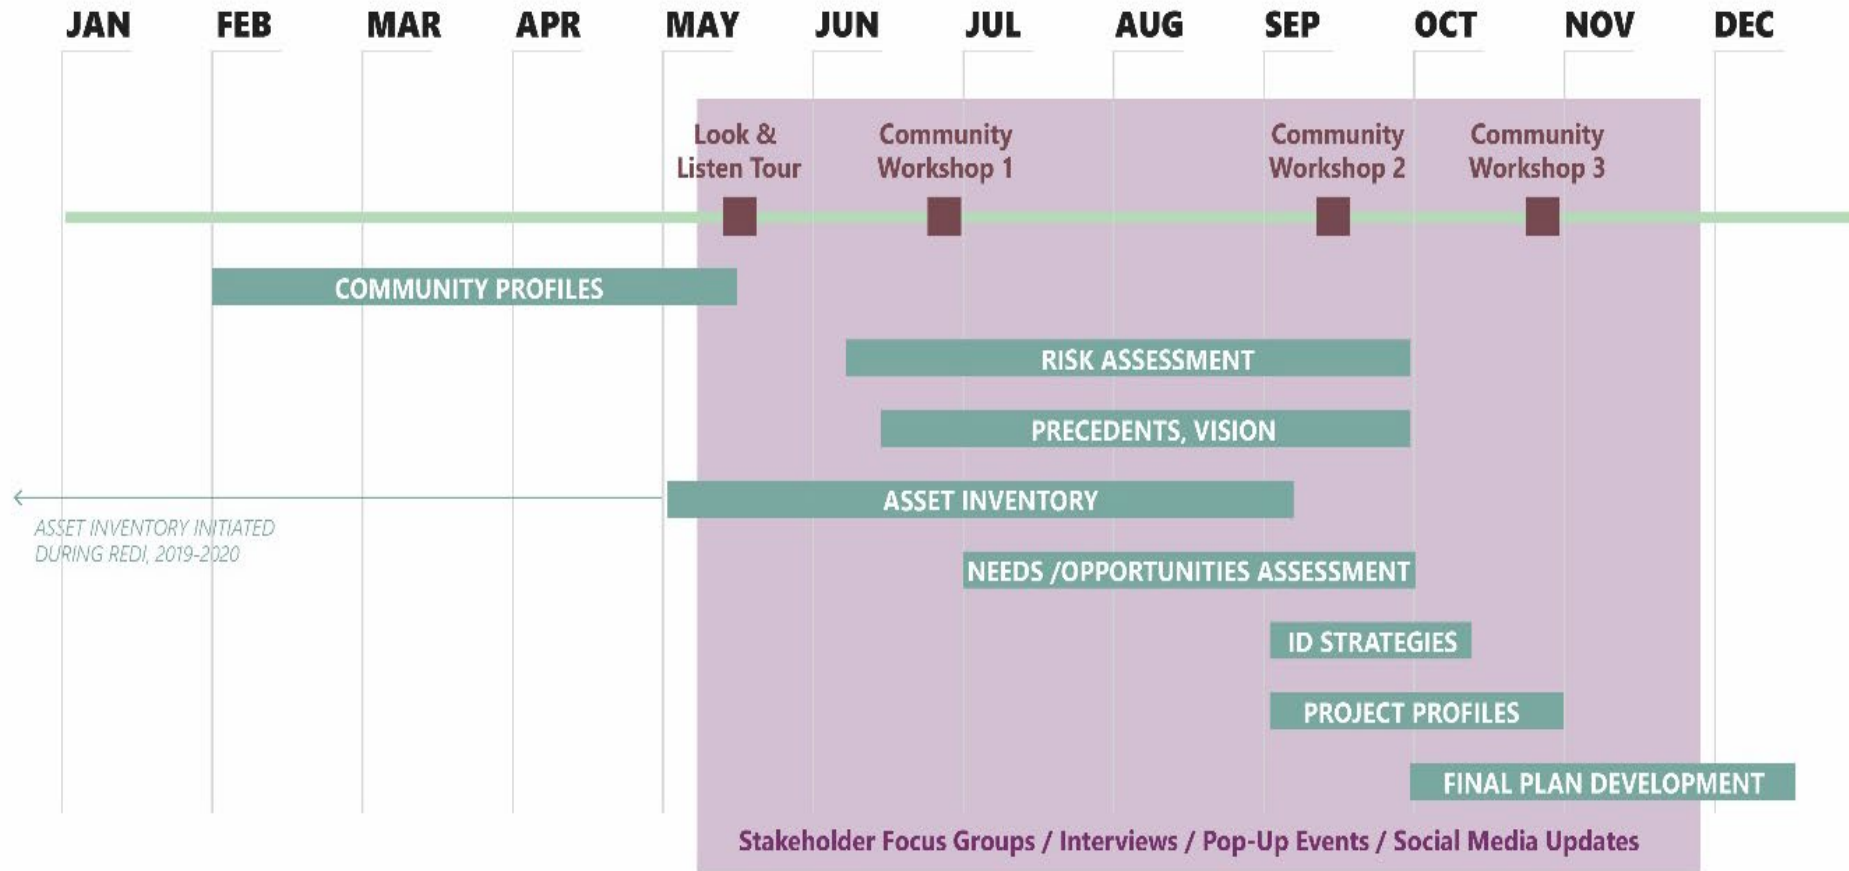 JAN FEB MAR APR MAY JUN JUL AUG SEP OCT NOV DEC
Look &
Listen Tour
Community
Workshop 1
Community
Workshop 2
Community
Workshop 3
COMMUNITY PROFILES
RISK ASSESSMENT
PRECEDENTS, VISION
ASSET INVENTORY
ASSET INVENTORY INITIATED
DURING REDI, 2019-2020
NEEDS /OPPORTUNITIES ASSESSMENT
ID STRATEGIES
PROJECT PROFILES
FINAL PLAN DEVELOPMENT
Stakeholder Focus Groups / Interviews / Pop-Up Events / Social Media Updates